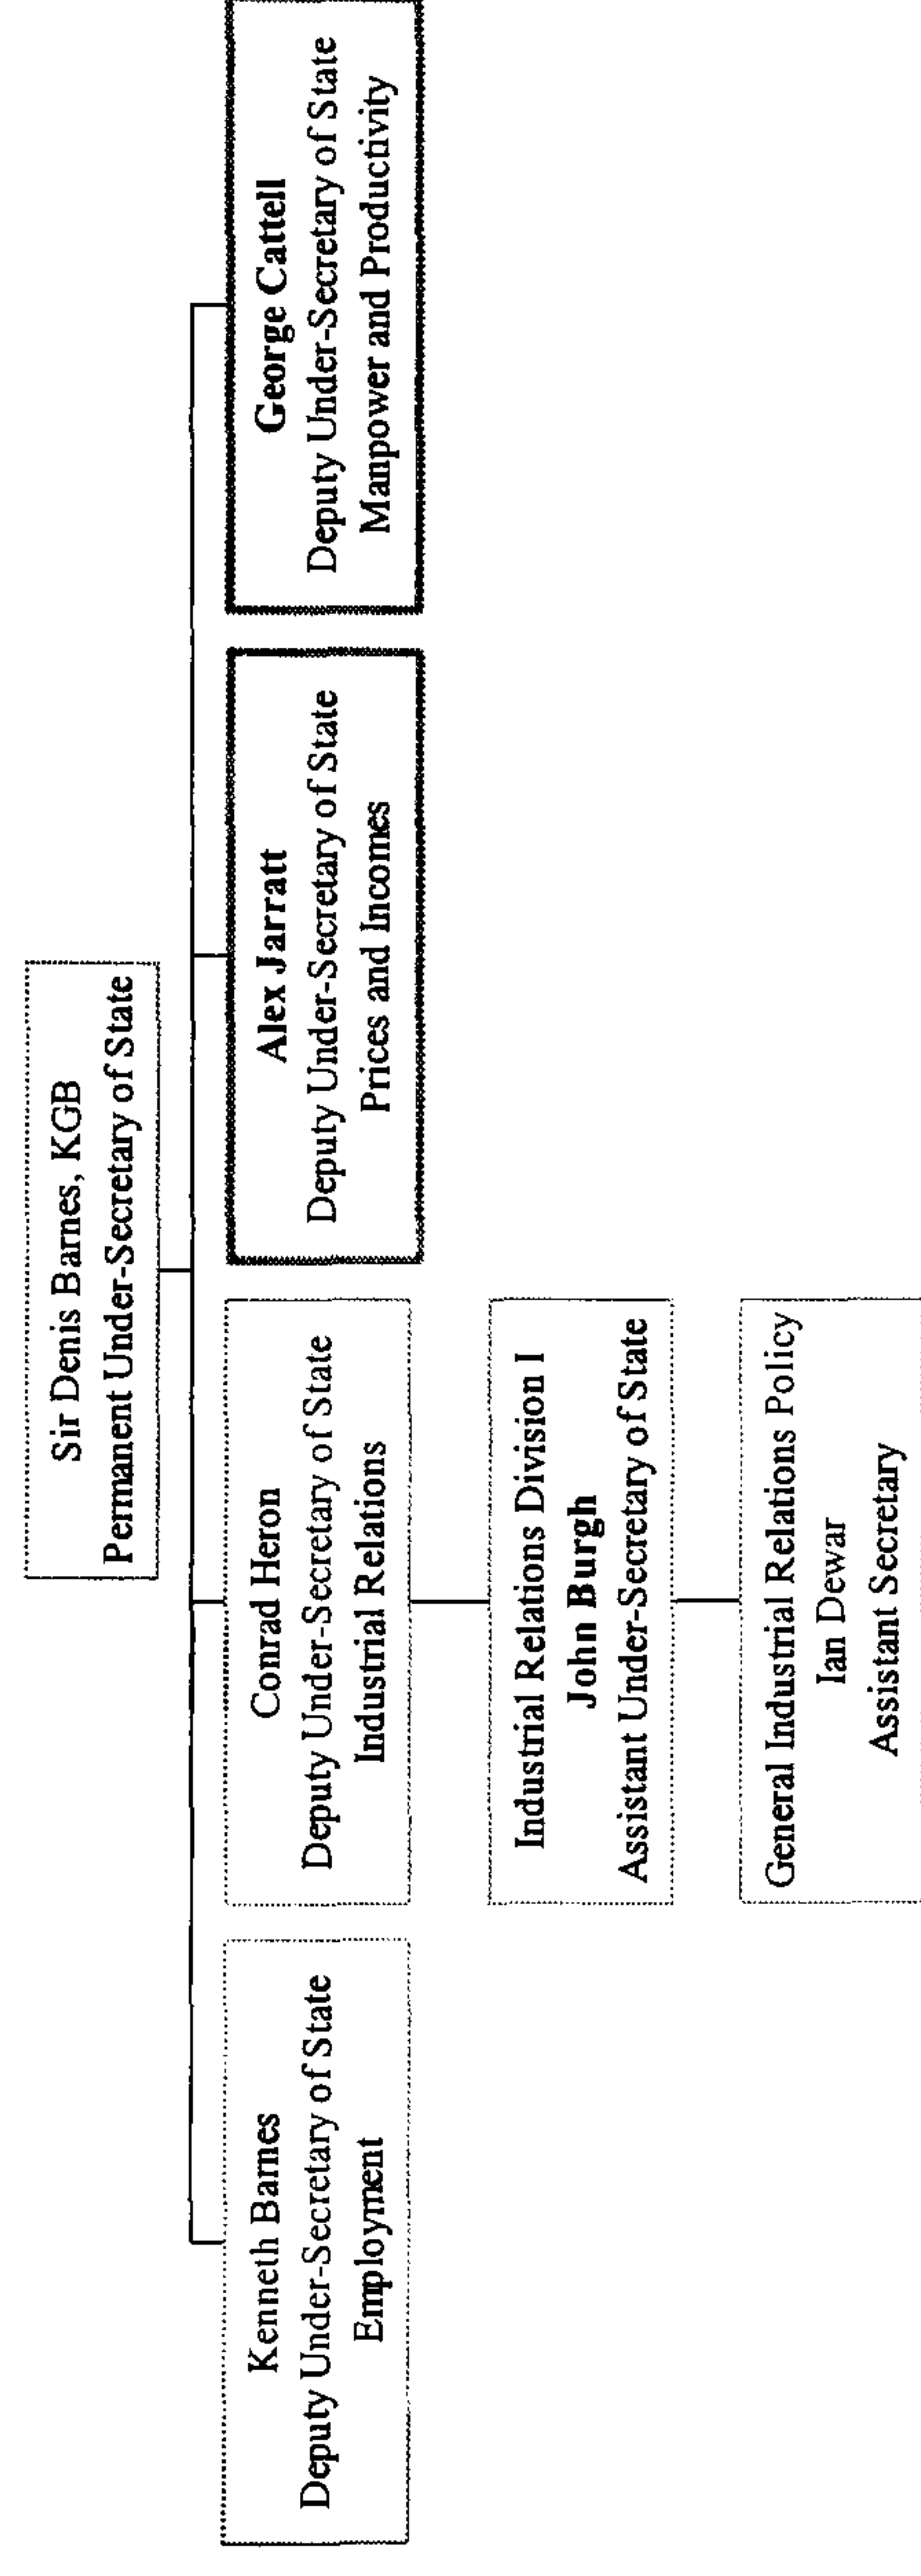 Sir Denis Barnes, KGB
Permanent Under-Secretary of State
Kenneth Barnes
Deputy Under-Secretary of State
Employment
Conrad Heron
Deputy Under-Secretary of State
Industrial Relations
Alex Jarratt
Deputy Under-Secretary of State
Prices and Incomes
George Cattell
Deputy Under-Secretary of State
Manpower and Productivity
Industrial Relations Division I
John Burgh
Assistant Under-Secretary of State
General Industrial Relations Policy
Ian Dewar
Assistant Secretary